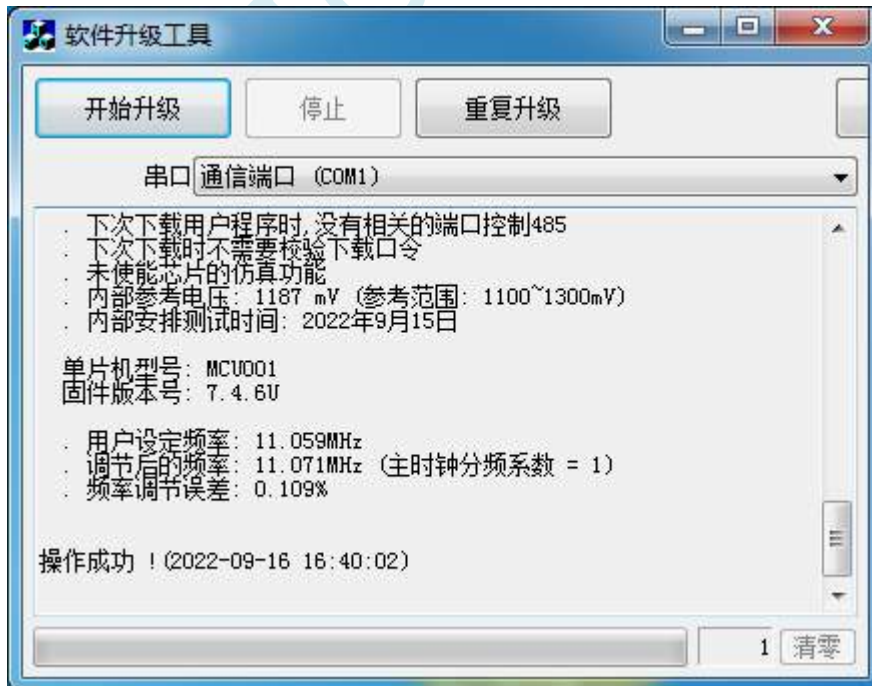 软件升级工具
开始升级 停止 重复升级
串口 通信端口 (COM1)
. 下次下载用户程序时,没有相关的端口控制485
. 下次下载时不需要校验下载口令
. 未使能芯片的仿真功能
. 内部参考电压: 1187 mV (参考范围: 1100~1300mV)
. 内部安排测试时间: 2022年9月15日
单片机型号: MCU001
固件版本号: 7.4.6U
. 用户设定频率: 11.059MHz
. 调节后的频率: 11.071MHz (主时钟分频系数 = 1)
. 频率调节误差: 0.109%
操作成功 !(2022-09-16 16:40:02)
1 清零